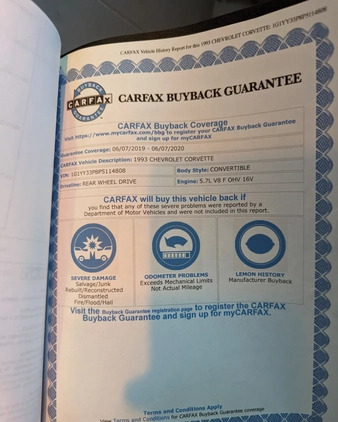 CARFAX Vehicle History Report for this 1993 CHEVROLET CORVETTE: 1G1YY33P8P5114808
BUYBACK
CARFAX
GUARANTEE
CARFAX BUYBACK GUARANTEE
CARFAX Buyback Coverage
Visit https://www.mycarfax.com/bbg to register your CARFAX Buyback Guarantee
and sign up for myCARFAX
Guarantee Coverage: 06/07/2019 - 06/07/2020
CARFAX Vehicle Description: 1993 CHEVROLET CORVETTE
VIN: 1G1YY33P8P5114808
Body Style: CONVERTIBLE
Driveline: REAR WHEEL DRIVE
Engine: 5.7L V8 F OHV 16V
CARFAX will buy this vehicle back if
you find that any of these severe problems were reported by a
Department of Motor Vehicles and were not included in this report.
SEVERE DAMAGE
Salvage/Junk
Rebuilt/Reconstructed
Dismantled
Fire/Flood/Hail
ODOMETER PROBLEMS
Exceeds Mechanical Limits
Not Actual Mileage
LEMON HISTORY
Manufacturer Buyback
Visit the Buyback Guarantee registration page to register the CARFAX
Buyback Guarantee and sign up for myCARFAX.
Terms and Conditions Apply
View Terms and Conditions for CARFAX Buyback Guarantee coverage